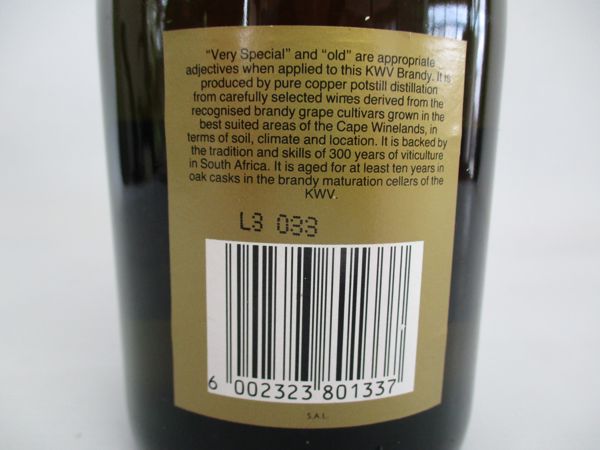 “Very Special” and “old” are appropriate
adjectives when applied to this KWV Brandy. It is
produced by pure copper potstill distillation
from carefully selected wines derived from the
recognised brandy grape cultivars grown in the
best suited areas of the Cape Winelands, in
terms of soil, climate and location. It is backed by
the tradition and skills of 300 years of viticulture
in South Africa. It is aged for at least ten years in
oak casks in the brandy maturation cellers of the
KWV.
L3 033
6 002323 801337
S.A.L.